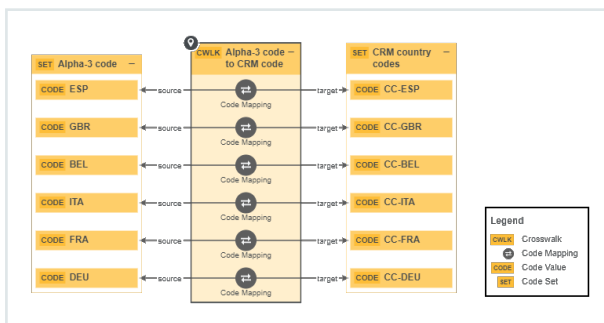 SET Alpha-3 code –
CWLK Alpha-3 code –
to CRM code
SET CRM country –
codes
CODE ESP
source
Code Mapping
target
CODE CC-ESP
CODE GBR
source
Code Mapping
target
CODE CC-GBR
CODE BEL
source
Code Mapping
target
CODE CC-BEL
CODE ITA
source
Code Mapping
target
CODE CC-ITA
CODE FRA
source
Code Mapping
target
CODE CC-FRA
CODE DEU
source
Code Mapping
target
CODE CC-DEU
Legend
CWLK Crosswalk
Code Mapping
CODE Code Value
SET Code Set